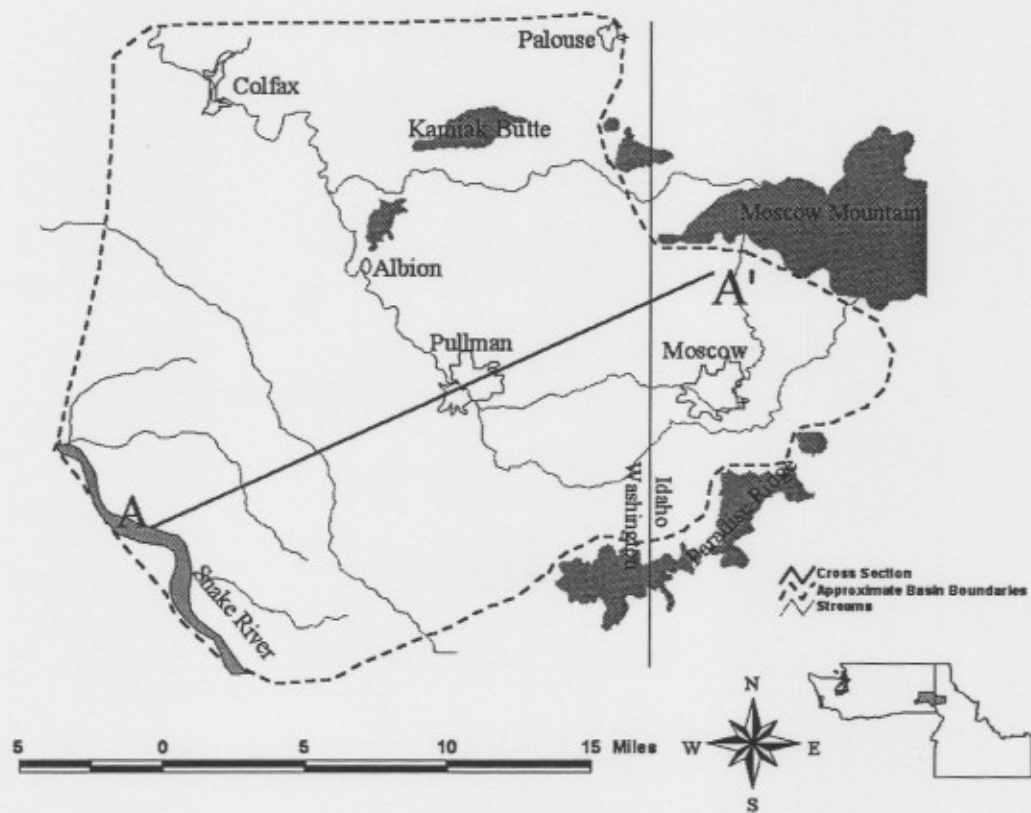 Palouse
Colfax
Kamiak Butte
Moscow Mountain
Albion
A'
Pullman
Moscow
Washington
Idaho
Paradise Ridge
A
Snake River
Cross Section
Approximate Basin Boundaries
Streams
N
5 0 5 10 15 Miles
W E
S